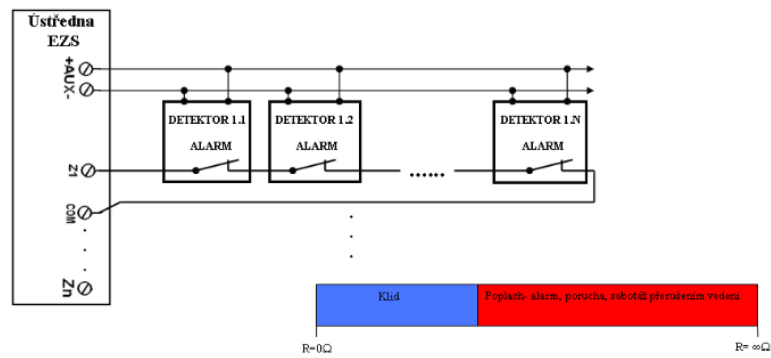 Ústředna
EZS
+AUX-
DETEKTOR 1.1
DETEKTOR 1.2
DETEKTOR 1.N
ALARM
ALARM
ALARM
Z1
......
COM
Zn
Klid
Poplach- alarm, porucha, sabotáž přerušením vedení
R=0Ω
R= ∞Ω